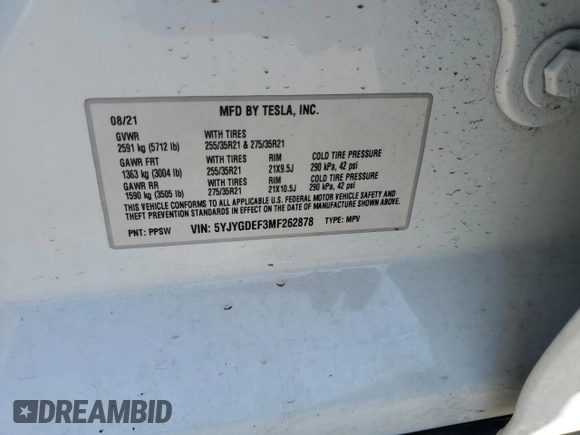 MFD BY TESLA, INC.
08/21
GVWR WITH TIRES
2591 kg (5712 lb) 255/35R21 & 275/35R21
GAWR FRT WITH TIRES RIM COLD TIRE PRESSURE
1363 kg (3004 lb) 255/35R21 21X9.5J 290 kPa, 42 psi
GAWR RR WITH TIRES RIM COLD TIRE PRESSURE
1590 kg (3505 lb) 275/35R21 21X10.5J 290 kPa, 42 psi
THIS VEHICLE CONFORMS TO ALL APPLICABLE U.S. FEDERAL MOTOR VEHICLE SAFETY AND
THEFT PREVENTION STANDARDS IN EFFECT ON THE DATE OF MANUFACTURE SHOWN ABOVE.
PNT: PPSW VIN: 5YJYGDEF3MF262878 TYPE: MPV
DREAMBID